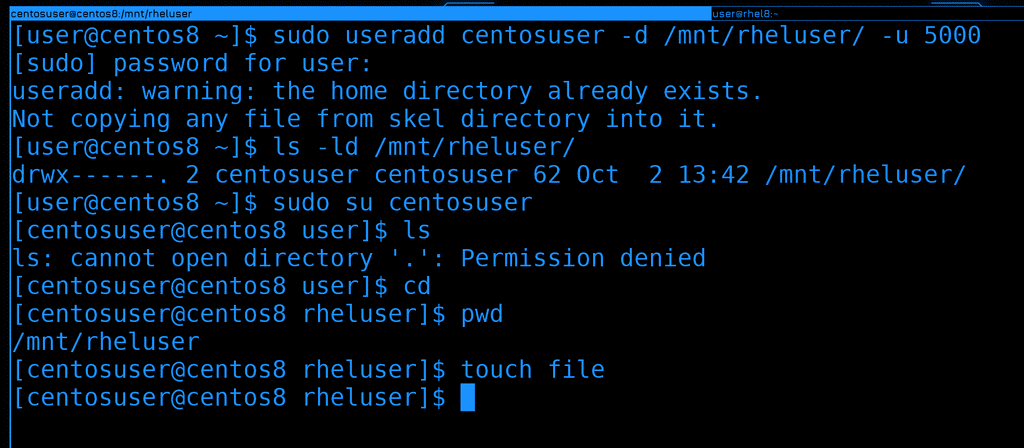 centosuser@centos8:/mnt/rheluser
user@rhel8:~
[user@centos8 ~]$ sudo useradd centosuser -d /mnt/rheluser/ -u 5000
[sudo] password for user:
useradd: warning: the home directory already exists.
Not copying any file from skel directory into it.
[user@centos8 ~]$ ls -ld /mnt/rheluser/
drwx------. 2 centosuser centosuser 62 Oct  2 13:42 /mnt/rheluser/
[user@centos8 ~]$ sudo su centosuser
[centosuser@centos8 user]$ ls
ls: cannot open directory '.': Permission denied
[centosuser@centos8 user]$ cd
[centosuser@centos8 rheluser]$ pwd
/mnt/rheluser
[centosuser@centos8 rheluser]$ touch file
[centosuser@centos8 rheluser]$